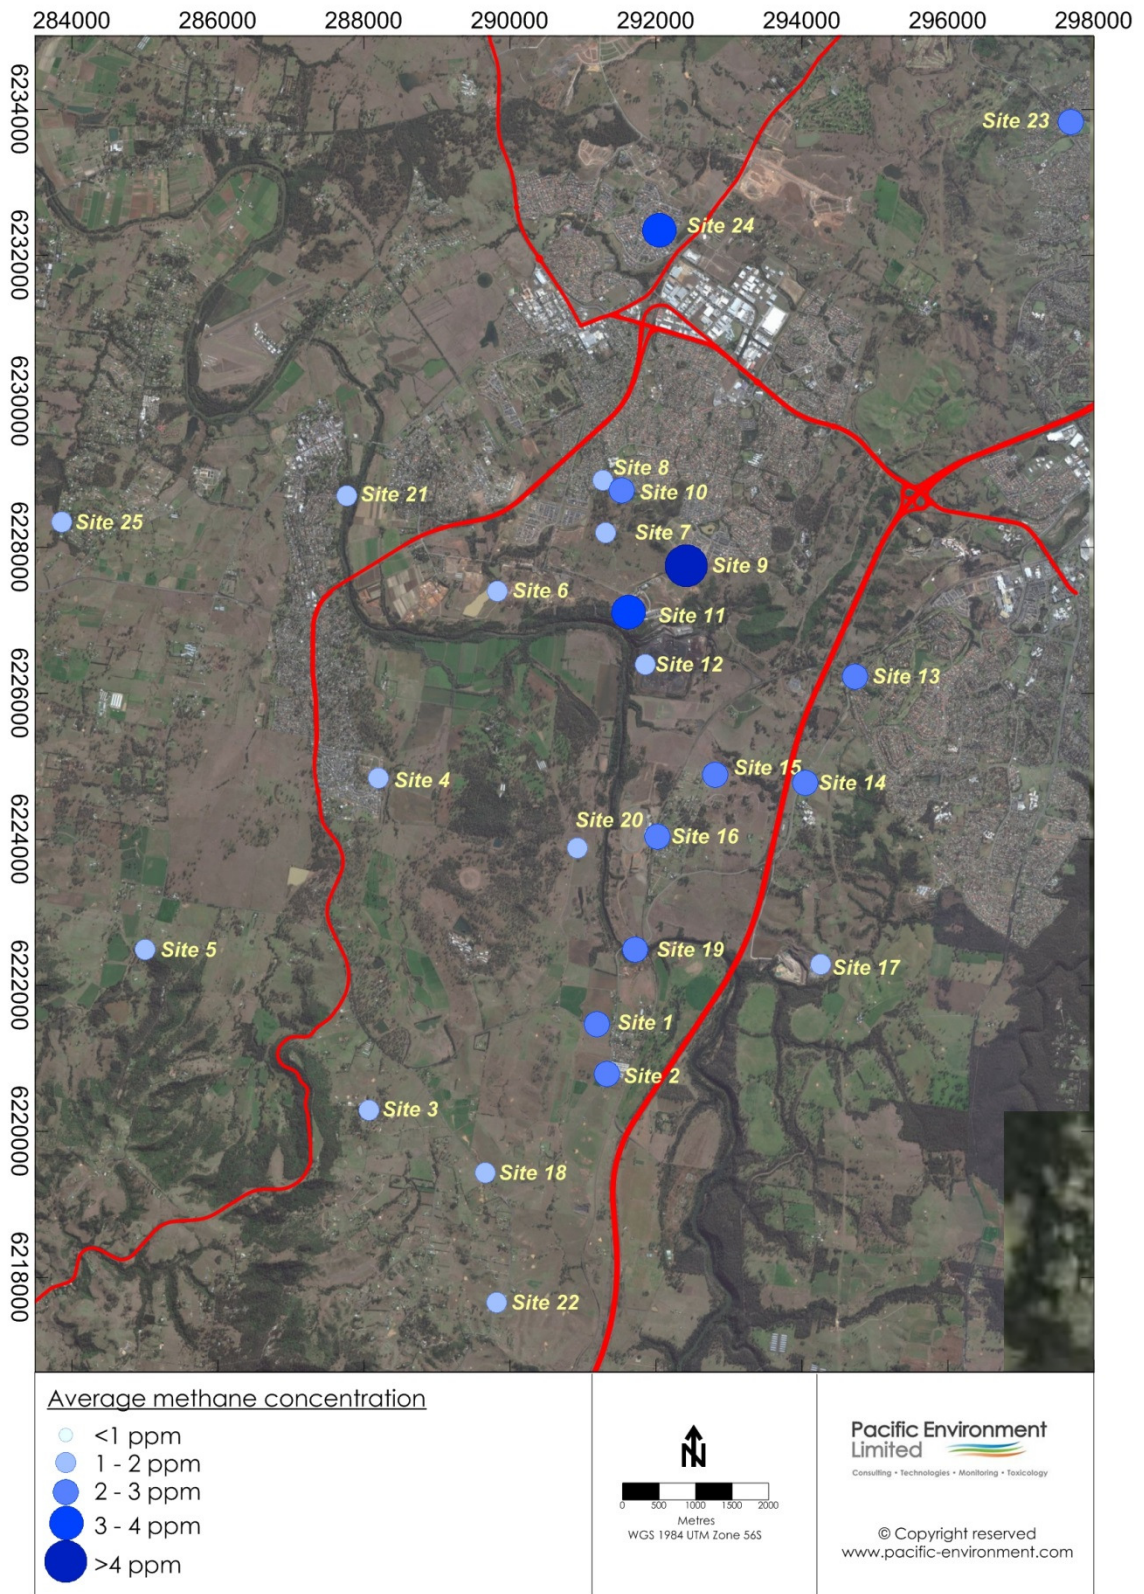 284000 286000 288000 290000 292000 294000 296000 298000
6234000
6232000
6230000
6228000
6226000
6224000
6222000
6220000
6218000
Site 23
Site 24
Site 8
Site 10
Site 21
Site 25
Site 7
Site 9
Site 6
Site 11
Site 12
Site 13
Site 15
Site 4
Site 14
Site 20
Site 16
Site 5
Site 19
Site 17
Site 1
Site 2
Site 3
Site 18
Site 22
Average methane concentration
<1 ppm
1 - 2 ppm
2 - 3 ppm
3 - 4 ppm
>4 ppm
N
0 500 1000 1500 2000
Metres
WGS 1984 UTM Zone 56S
Pacific Environment
Limited
Consulting • Technologies • Monitoring • Toxicology
© Copyright reserved
www.pacific-environment.com